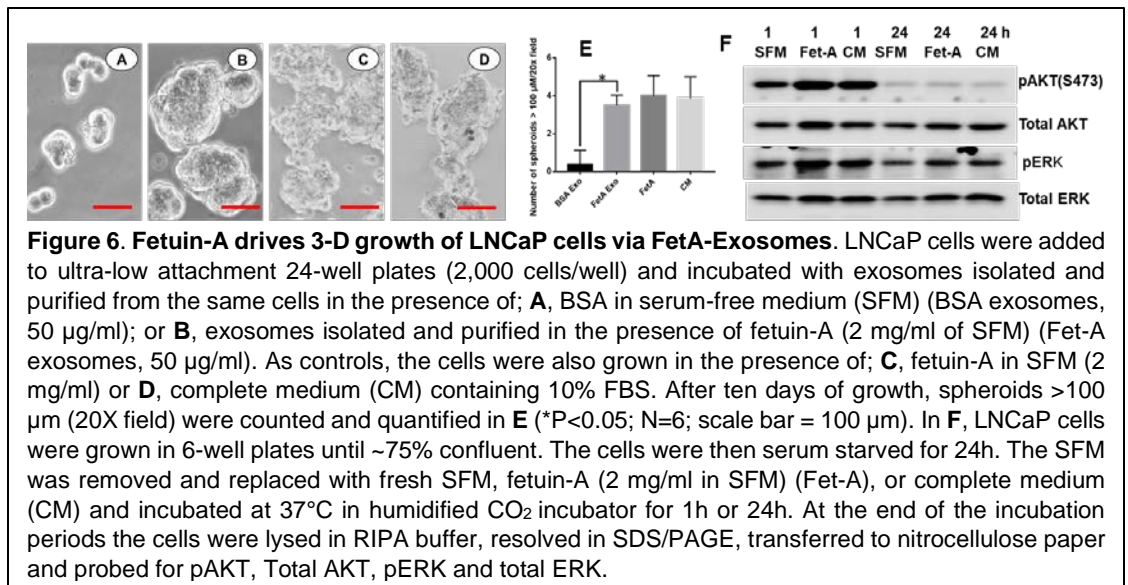 A
B
C
D
E
F
Number of spheroids > 100 µM/20x field
6
4
2
0
*
BSA Exo
FetA Exo
FetA
CM
1 1 1 24 24 24 h
SFM Fet-A CM SFM Fet-A CM
pAKT(S473)
Total AKT
pERK
Total ERK
Figure 6. Fetuin-A drives 3-D growth of LNCaP cells via FetA-Exosomes. LNCaP cells were added
to ultra-low attachment 24-well plates (2,000 cells/well) and incubated with exosomes isolated and
purified from the same cells in the presence of; A, BSA in serum-free medium (SFM) (BSA exosomes,
50 µg/ml); or B, exosomes isolated and purified in the presence of fetuin-A (2 mg/ml of SFM) (Fet-A
exosomes, 50 µg/ml). As controls, the cells were also grown in the presence of; C, fetuin-A in SFM (2
mg/ml) or D, complete medium (CM) containing 10% FBS. After ten days of growth, spheroids >100
µm (20X field) were counted and quantified in E (*P<0.05; N=6; scale bar = 100 µm). In F, LNCaP cells
were grown in 6-well plates until ~75% confluent. The cells were then serum starved for 24h. The SFM
was removed and replaced with fresh SFM, fetuin-A (2 mg/ml in SFM) (Fet-A), or complete medium
(CM) and incubated at 37°C in humidified CO2 incubator for 1h or 24h. At the end of the incubation
periods the cells were lysed in RIPA buffer, resolved in SDS/PAGE, transferred to nitrocellulose paper
and probed for pAKT, Total AKT, pERK and total ERK.